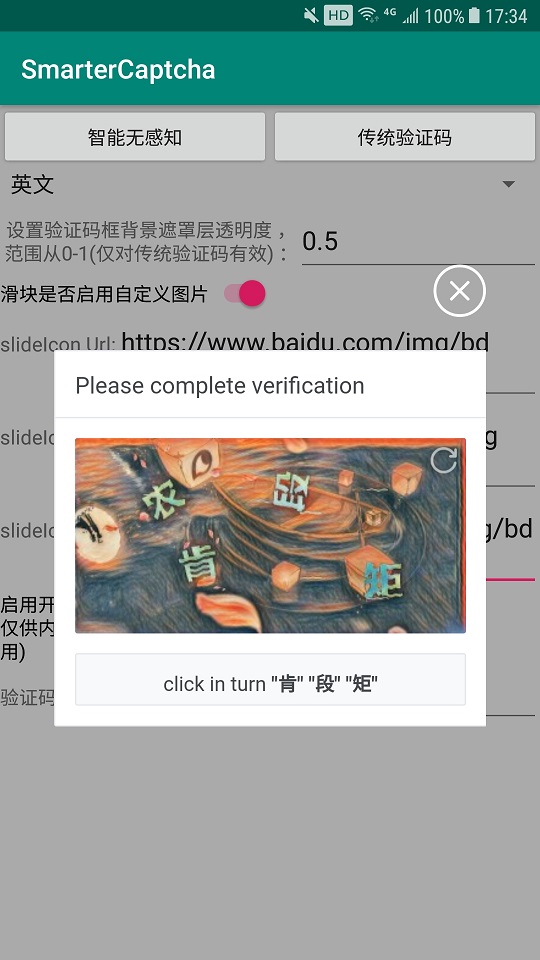 HD 4G 100% 17:34
SmarterCaptcha
智能无感知 传统验证码
英文
设置验证码框背景遮罩层透明度，
范围从0-1(仅对传统验证码有效)：
0.5
滑块是否启用自定义图片
slideIcon Url: https://www.baidu.com/img/bd
Please complete verification
slideIc
g
农 段
肯 矩
slideIc
g/bd
启用开
仅供内
用)
click in turn "肯" "段" "矩"
验证码